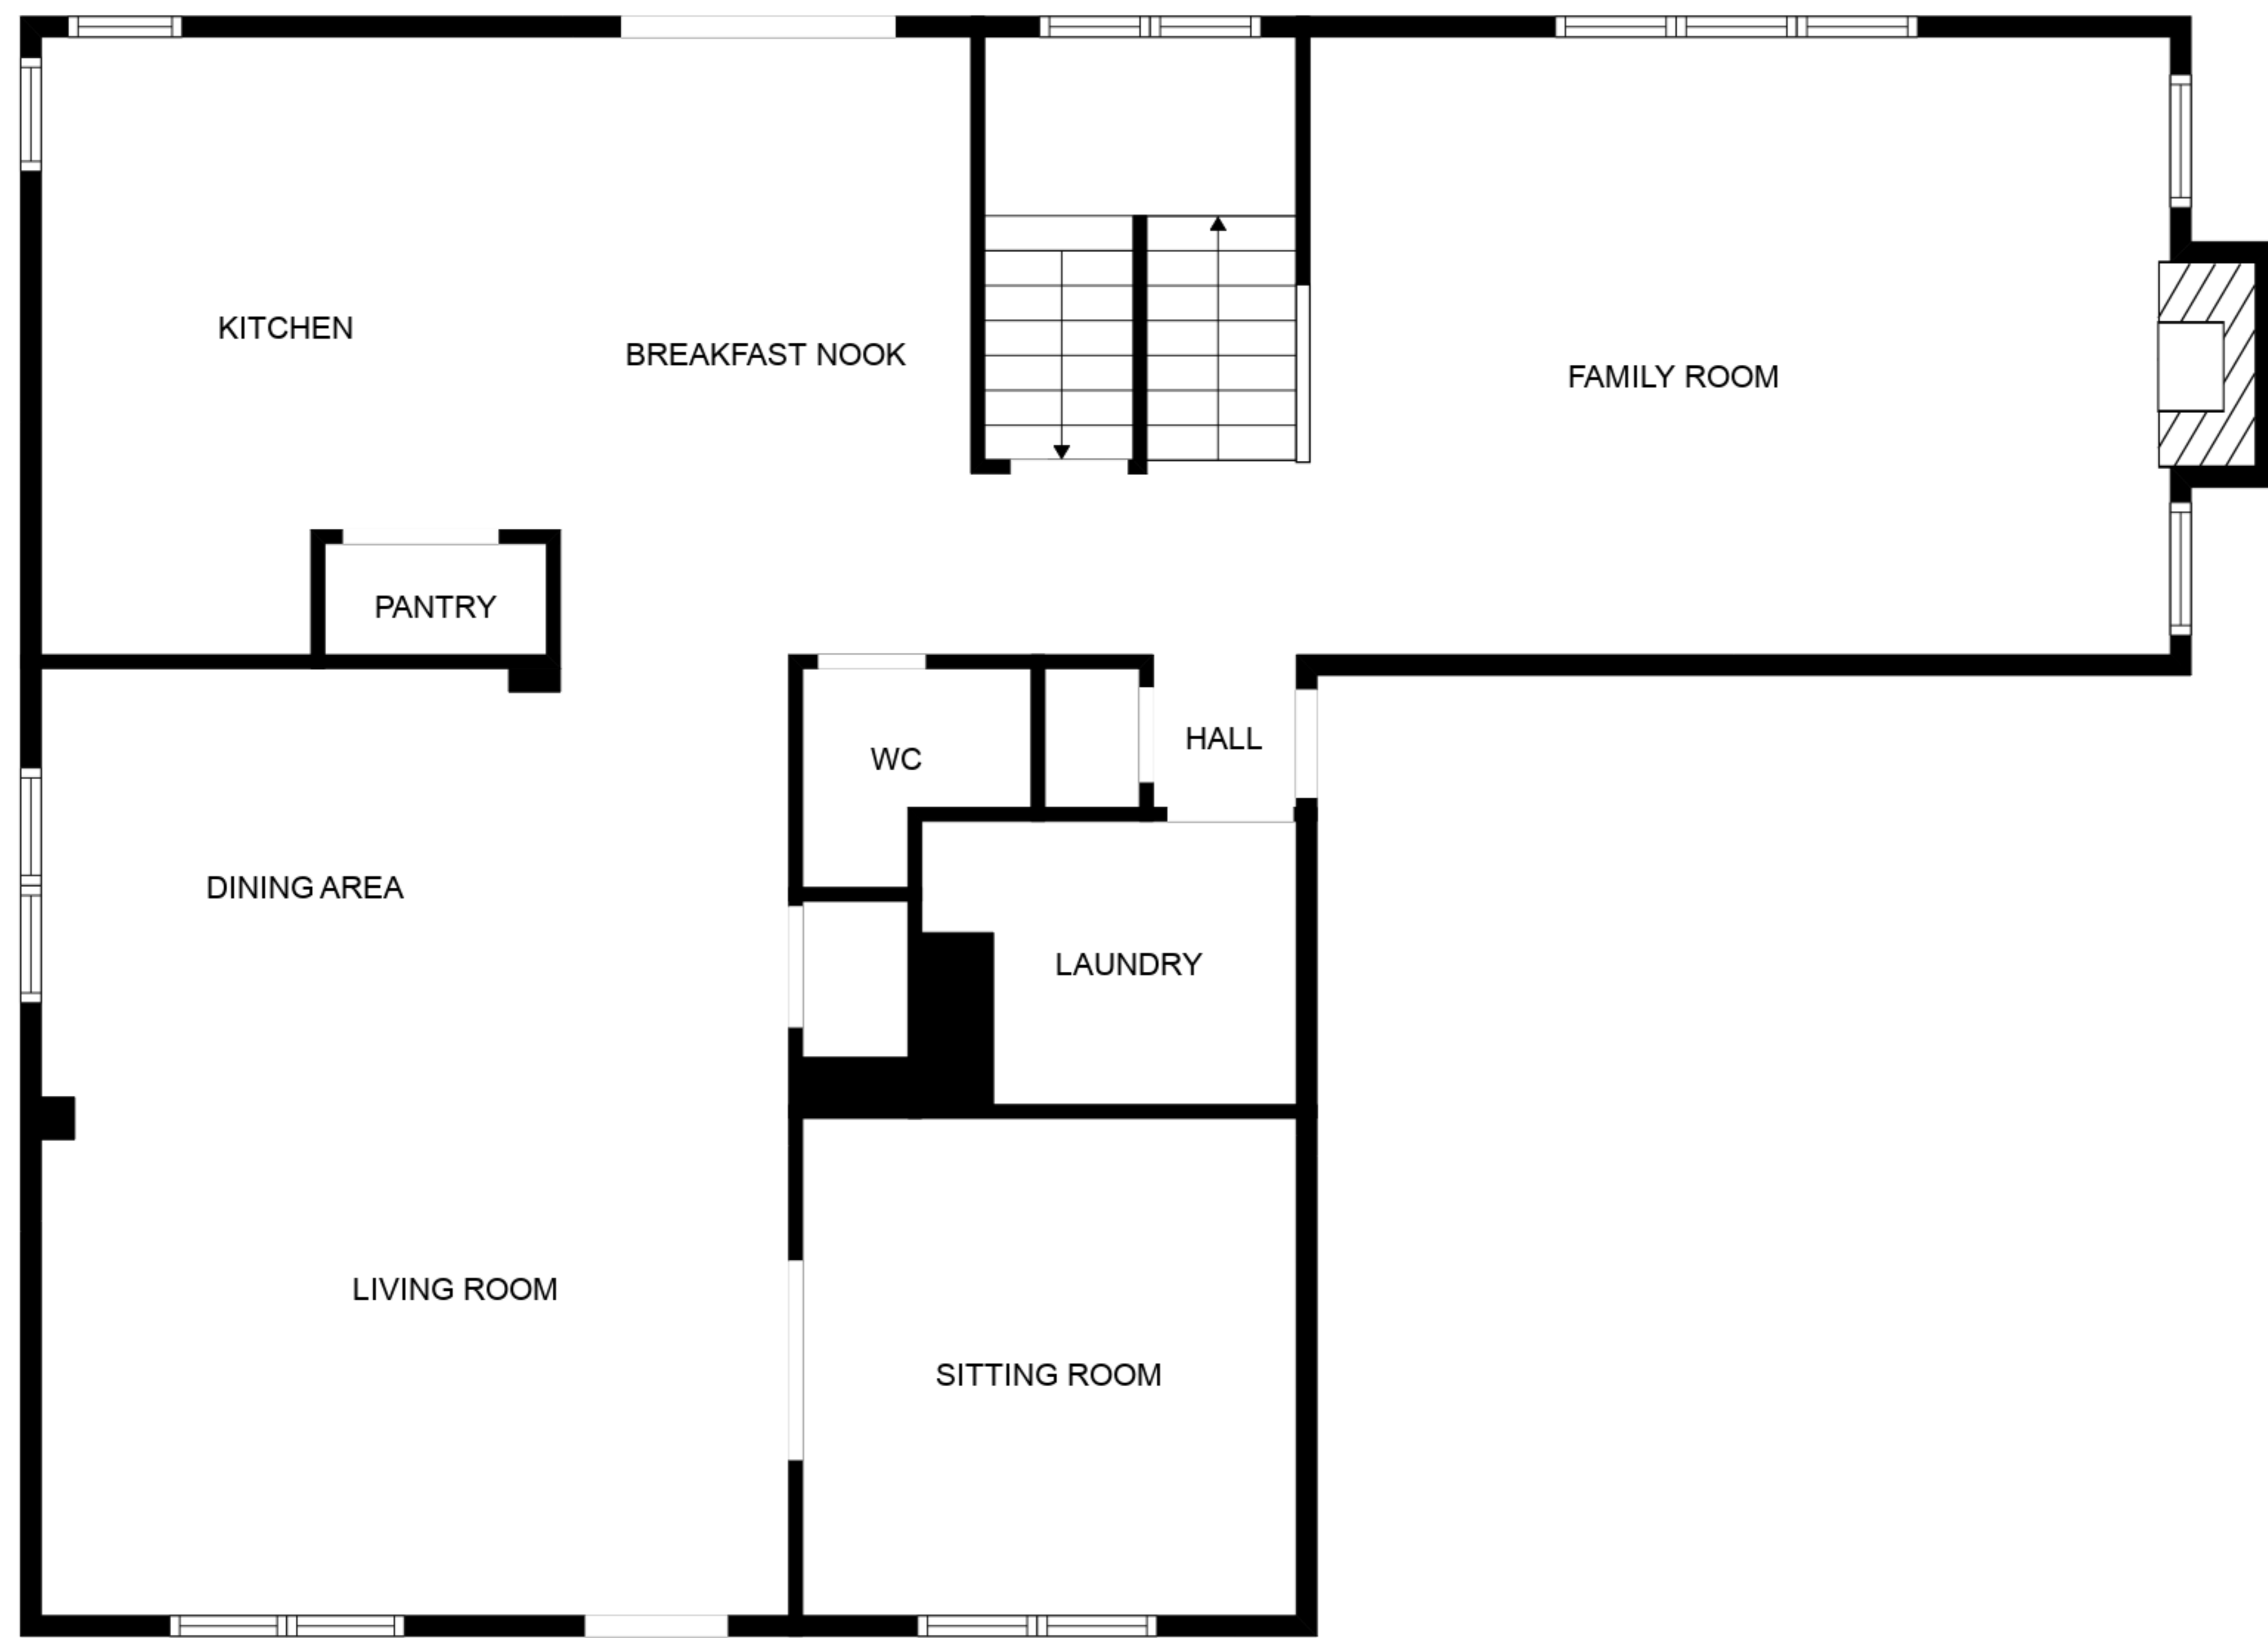 KITCHEN
BREAKFAST NOOK
FAMILY ROOM
PANTRY
HALL
WC
DINING AREA
LAUNDRY
LIVING ROOM
SITTING ROOM